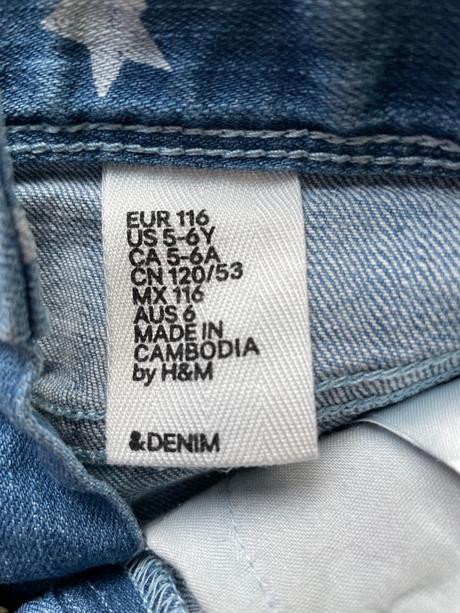 EUR 116
US 5-6Y
CA 5-6A
CN 120/53
MX 116
AUS 6
MADE IN
CAMBODIA
by H&M
&DENIM